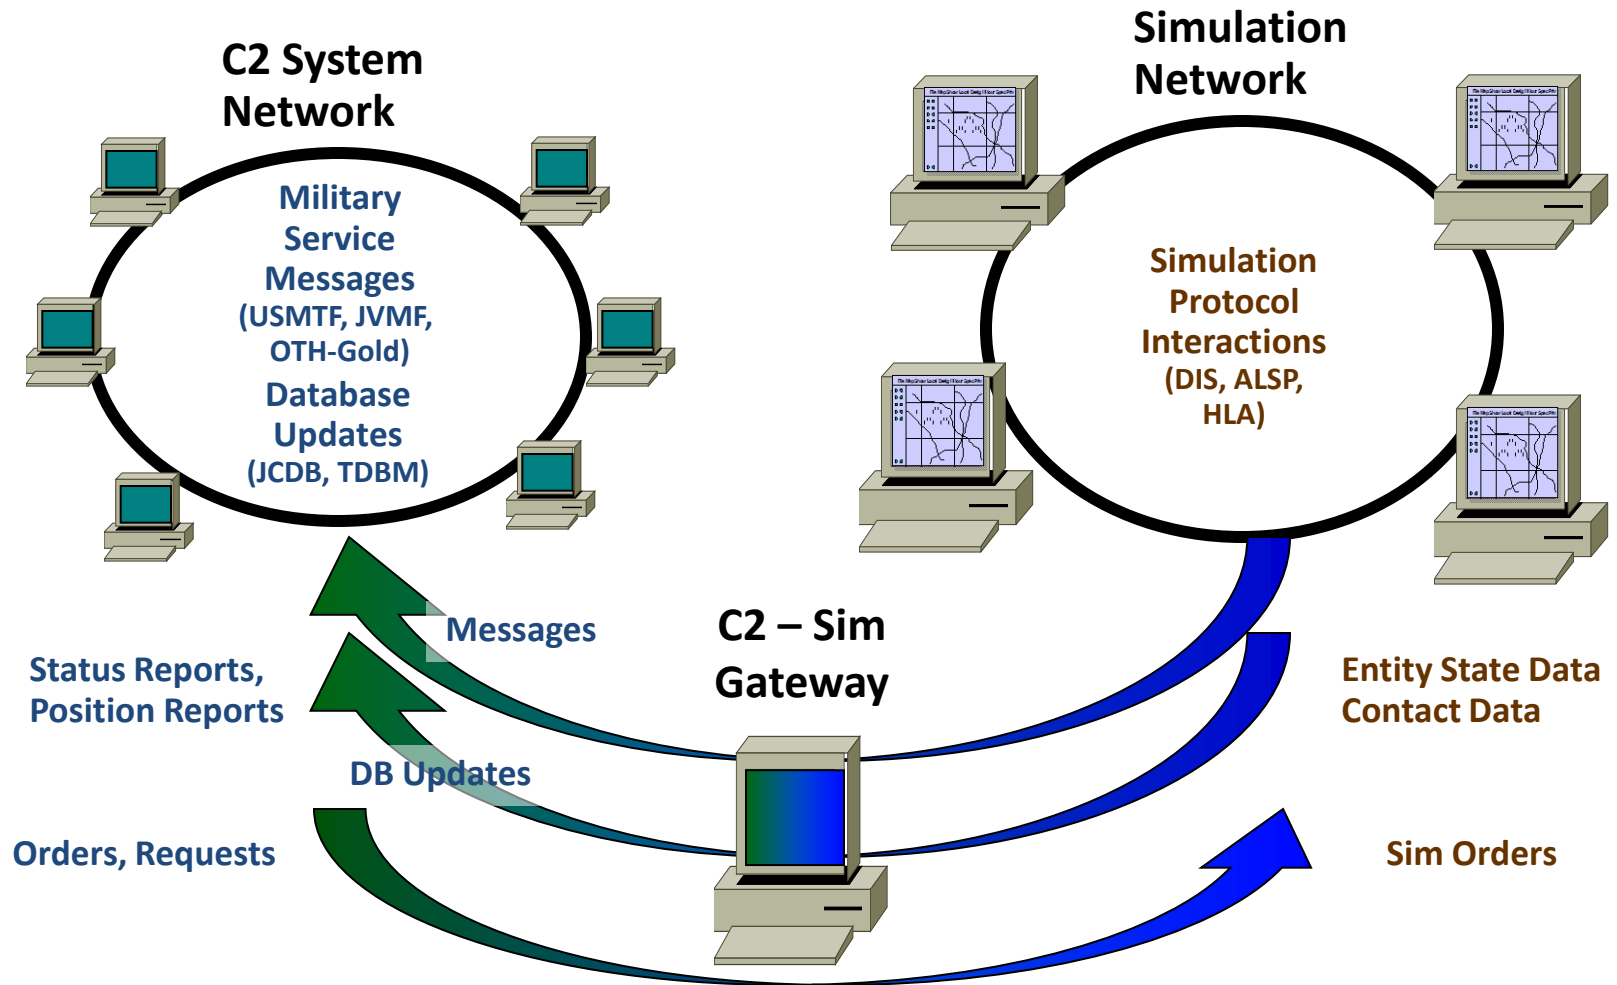 C2 System
Network
Military
Service
Messages
(USMTF, JVMF,
OTH-Gold)
Database
Updates
(JCDB, TDBM)
Simulation
Network
Simulation
Protocol
Interactions
(DIS, ALSP,
HLA)
Messages
C2 – Sim
Gateway
Status Reports,
Position Reports
Entity State Data
Contact Data
DB Updates
Orders, Requests
Sim Orders